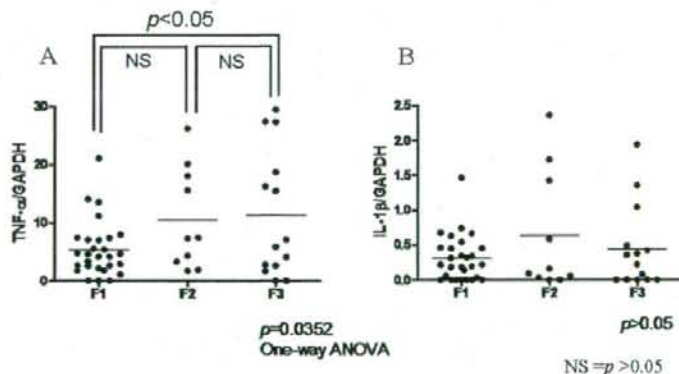 p<0.05
A
NS
NS
B
TNF-α/GAPDH
30
20
10
0
F1
F2
F3
IL-1β/GAPDH
2.5
2.0
1.5
1.0
0.5
0.0
F1
F2
F3
p=0.0352
One-way ANOVA
p>0.05
NS =p >0.05